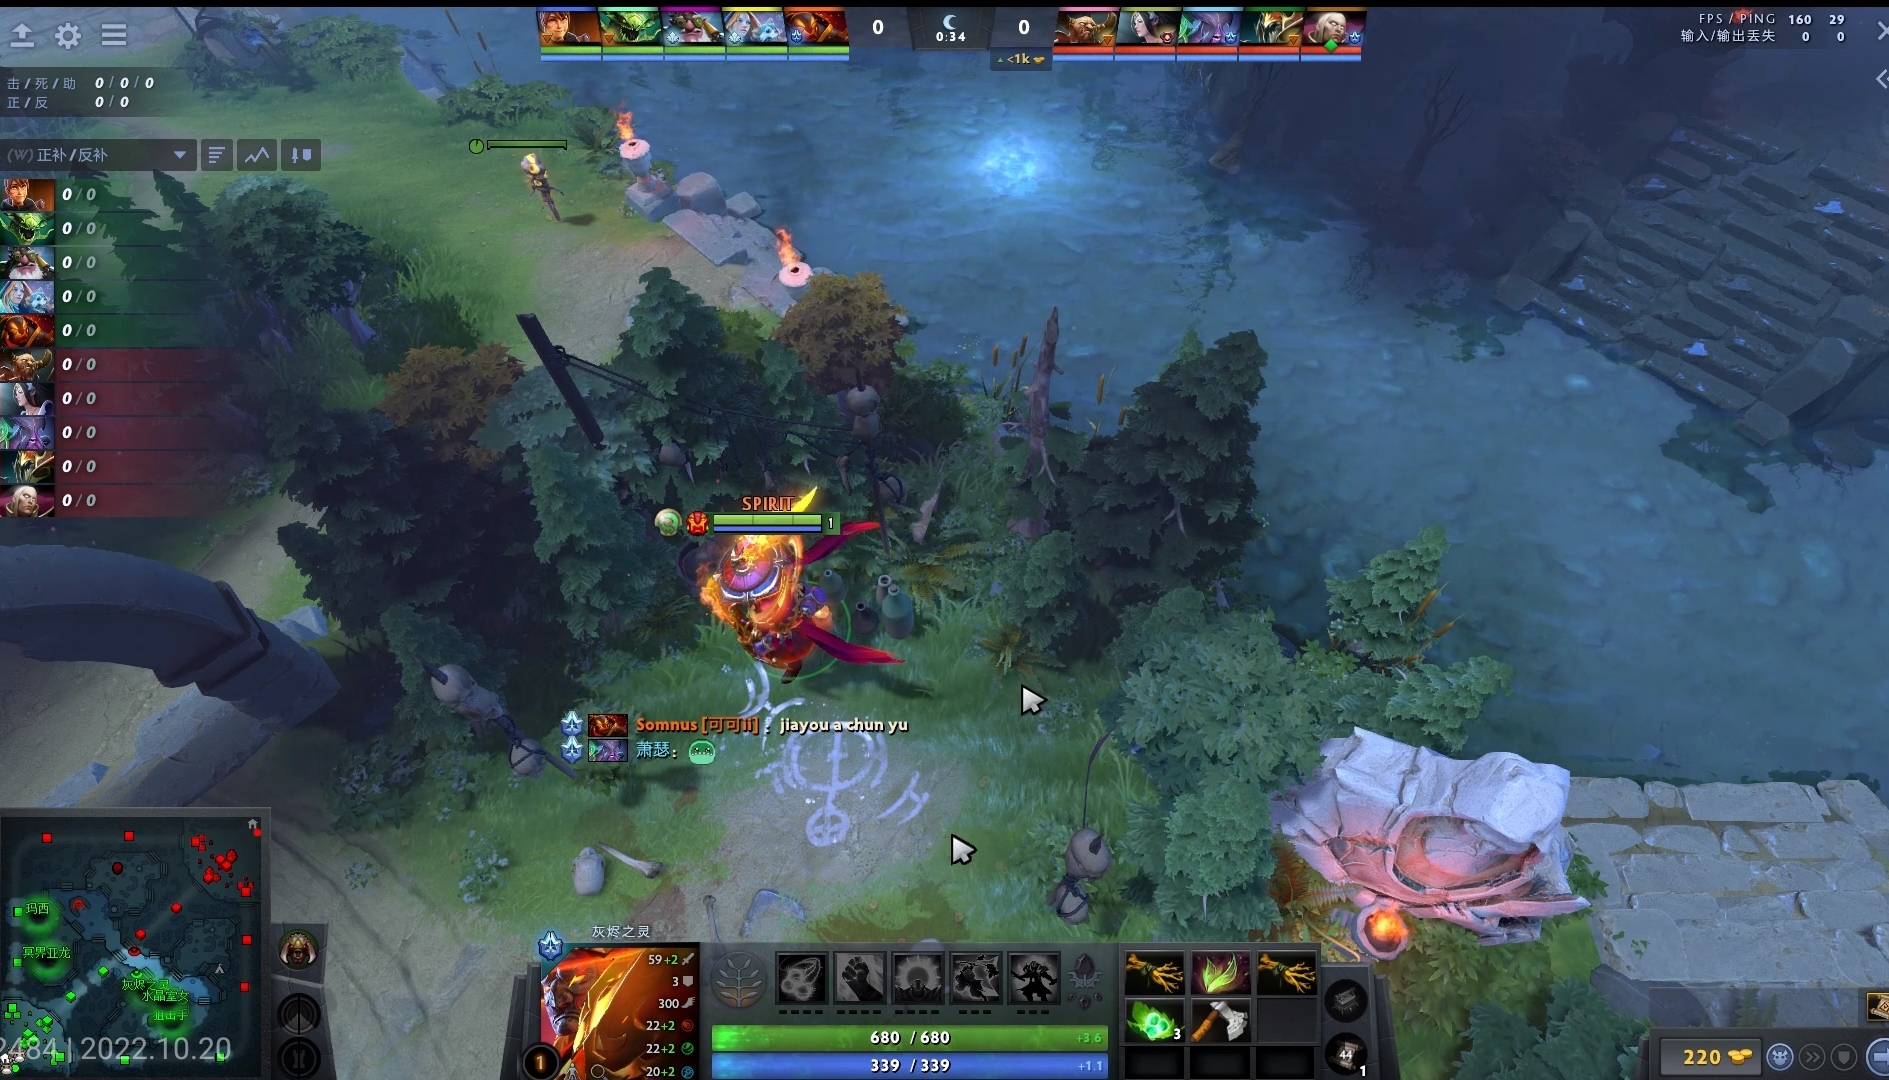 0 0
0:34
<1k
FPS / PING 160 29
输入/输出丢失 0 0
击/死/助 0/0/0
正/反 0/0
(W) 正补/反补
0/0
0/0
0/0
0/0
0/0
0/0
0/0
0/0
0/0
0/0
SPIRIT
1
Somnus [可可ii]: jiayou a chun yu
萧瑟:
玛西
冥界亚龙
灰烬之灵
水晶室女
狙击手
2484 | 2022.10.20
灰烬之灵
59+2
3
300
22+2
22+2
20+2
1
680 / 680 +3.6
339 / 339 +1.1
3
44
1
220